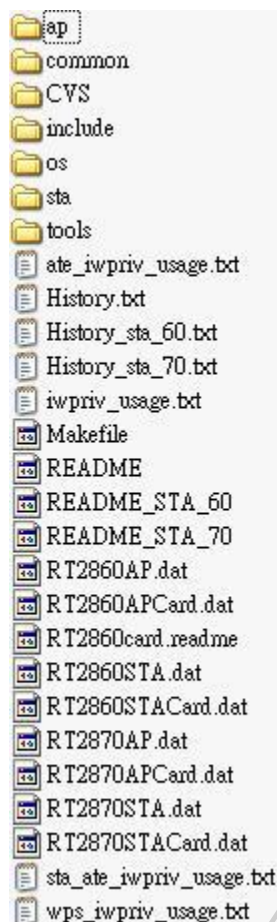 ap
common
CVS
include
os
sta
tools
ate_iwpriv_usage.txt
History.txt
History_sta_60.txt
History_sta_70.txt
iwpriv_usage.txt
Makefile
README
README_STA_60
README_STA_70
RT2860AP.dat
RT2860APCard.dat
RT2860card.readme
RT2860STA.dat
RT2860STACard.dat
RT2870AP.dat
RT2870APCard.dat
RT2870STA.dat
RT2870STACard.dat
sta_ate_iwpriv_usage.txt
wps_iwpriv_usage.txt